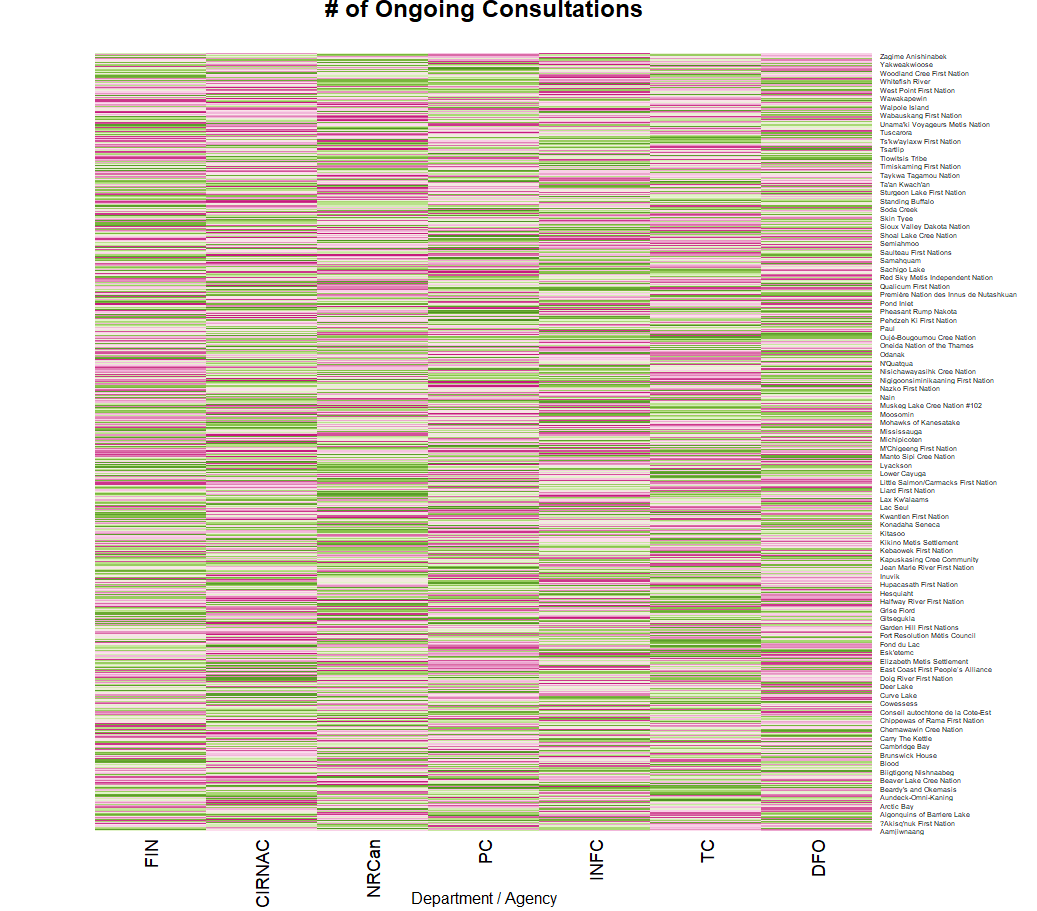 # of Ongoing Consultations
Zagime Anishinabek
Yakweakwioose
Woodland Cree First Nation
Whitefish River
West Point First Nation
Wawakapewin
Walpole Island
Wabauskang First Nation
Unama'ki Voyageurs Metis Nation
Tuscarora
Ts'kw'aylaxw First Nation
Tsartlip
Tlowitsis Tribe
Timiskaming First Nation
Taykwa Tagamou Nation
Ta'an Kwach'an
Sturgeon Lake First Nation
Standing Buffalo
Soda Creek
Skin Tyee
Sioux Valley Dakota Nation
Shoal Lake Cree Nation
Semiahmoo
Saulteau First Nations
Samahquam
Sachigo Lake
Red Sky Metis Independent Nation
Qualicum First Nation
Première Nation des Innus de Nutashkuan
Pond Inlet
Pheasant Rump Nakota
Pehdzeh Ki First Nation
Paul
Oujé-Bougoumou Cree Nation
Oneida Nation of the Thames
Odanak
N'Quatqua
Nisichawayasihk Cree Nation
Nigigoonsiminikaaning First Nation
Nazko First Nation
Nain
Muskeg Lake Cree Nation #102
Moosomin
Mohawks of Kanesatake
Mississauga
Michipicoten
M'Chigeeng First Nation
Manto Sipi Cree Nation
Lyackson
Lower Cayuga
Little Salmon/Carmacks First Nation
Liard First Nation
Lax Kw'alaams
Lac Seul
Kwantlen First Nation
Konadaha Seneca
Kitasoo
Kikino Metis Settlement
Kebaowek First Nation
Kapuskasing Cree Community
Jean Marie River First Nation
Inuvik
Hupacasath First Nation
Hesquiaht
Halfway River First Nation
Grise Fiord
Gitsegukla
Garden Hill First Nations
Fort Resolution Métis Council
Fond du Lac
Esk'etemc
Elizabeth Metis Settlement
East Coast First People's Alliance
Doig River First Nation
Deer Lake
Curve Lake
Cowessess
Conseil autochtone de la Cote-Est
Chippewas of Rama First Nation
Chemawawin Cree Nation
Carry The Kettle
Cambridge Bay
Brunswick House
Blood
Biigtigong Nishnaabeg
Beaver Lake Cree Nation
Beardy's and Okemasis
Aundeck-Omni-Kaning
Arctic Bay
Algonquins of Barriere Lake
?Akisq'nuk First Nation
Aamjiwnaang
FIN
CIRNAC
NRCan
PC
INFC
TC
DFO
Department / Agency